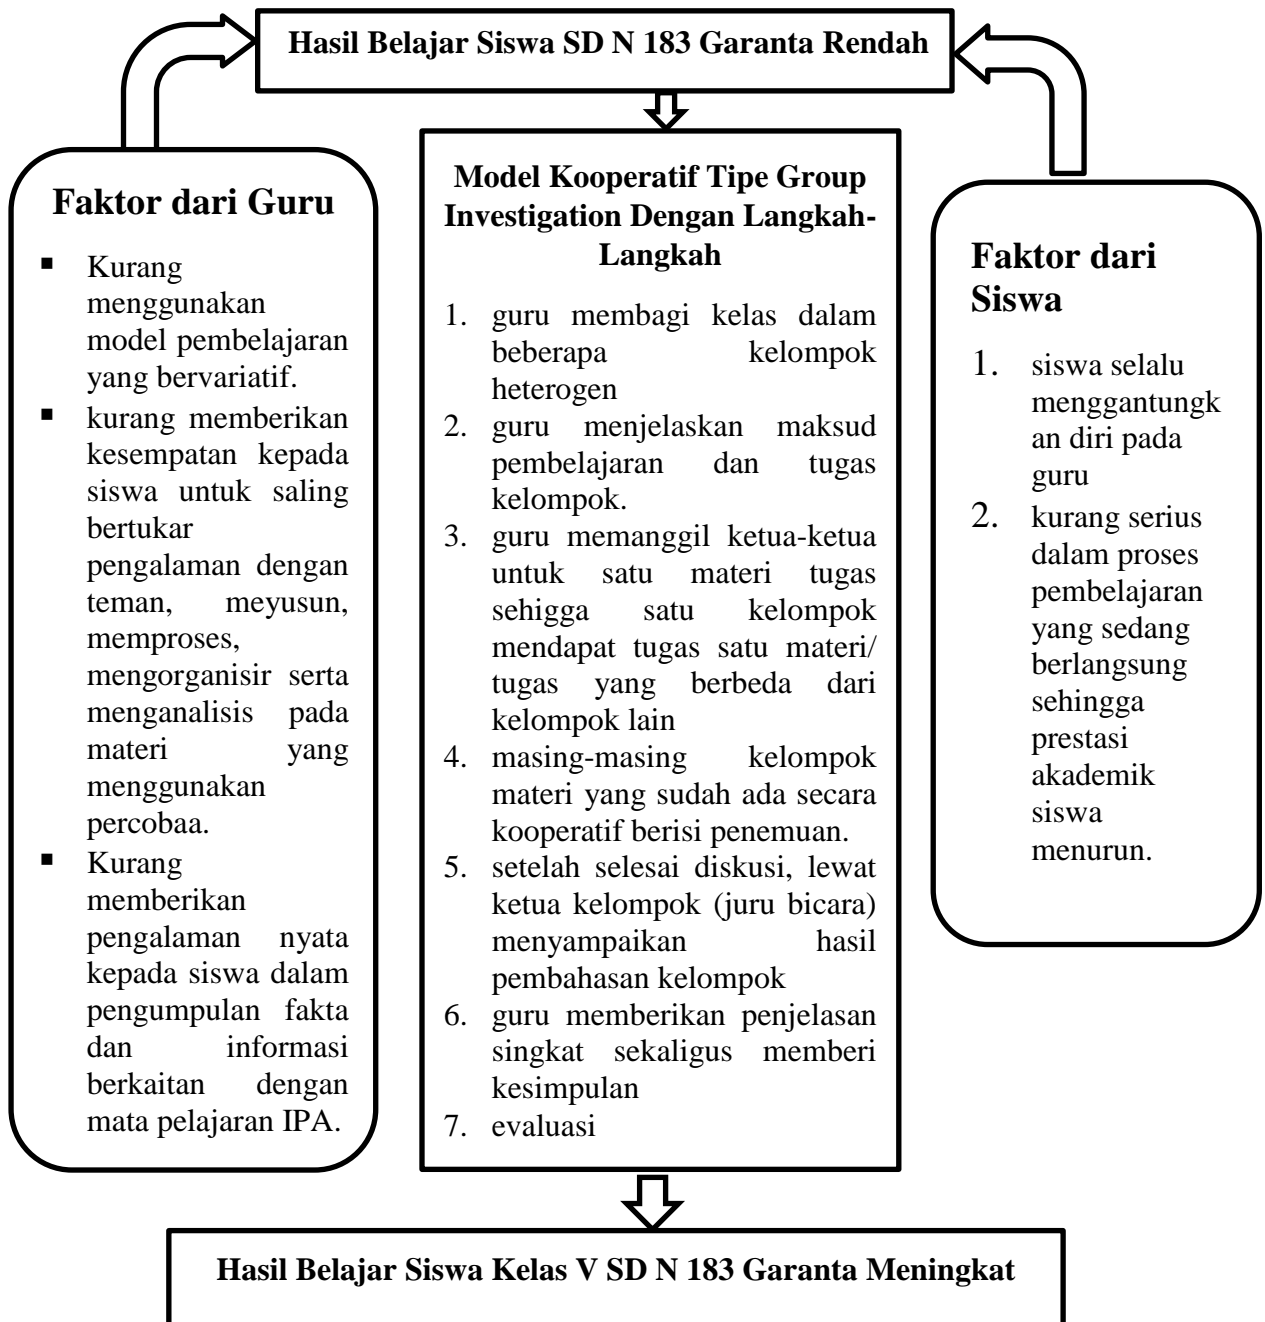 Hasil Belajar Siswa SD N 183 Garanta Rendah
Faktor dari Guru
▪ Kurang
menggunakan
model pembelajaran
yang bervariatif.
▪ kurang memberikan
kesempatan kepada
siswa untuk saling
bertukar
pengalaman dengan
teman, meyusun,
memproses,
mengorganisir serta
menganalisis pada
materi yang
menggunakan
percobaa.
▪ Kurang
memberikan
pengalaman nyata
kepada siswa dalam
pengumpulan fakta
dan informasi
berkaitan dengan
mata pelajaran IPA.
Model Kooperatif Tipe Group
Investigation Dengan Langkah-
Langkah
1. guru membagi kelas dalam
beberapa kelompok
heterogen
2. guru menjelaskan maksud
pembelajaran dan tugas
kelompok.
3. guru memanggil ketua-ketua
untuk satu materi tugas
sehigga satu kelompok
mendapat tugas satu materi/
tugas yang berbeda dari
kelompok lain
4. masing-masing kelompok
materi yang sudah ada secara
kooperatif berisi penemuan.
5. setelah selesai diskusi, lewat
ketua kelompok (juru bicara)
menyampaikan hasil
pembahasan kelompok
6. guru memberikan penjelasan
singkat sekaligus memberi
kesimpulan
7. evaluasi
Faktor dari
Siswa
1. siswa selalu
menggantungk
an diri pada
guru
2. kurang serius
dalam proses
pembelajaran
yang sedang
berlangsung
sehingga
prestasi
akademik
siswa
menurun.
Hasil Belajar Siswa Kelas V SD N 183 Garanta Meningkat